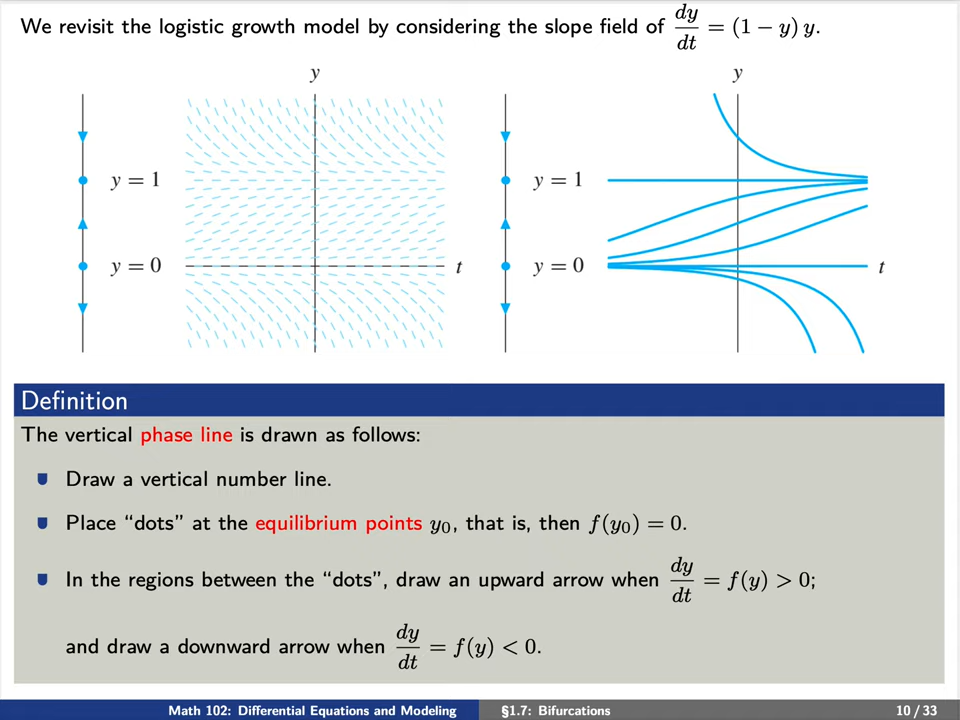 We revisit the logistic growth model by considering the slope field of dy/dt = (1 − y) y.
y
y
y = 1
y = 1
y = 0
t
y = 0
t
Definition
The vertical phase line is drawn as follows:
Draw a vertical number line.
Place “dots” at the equilibrium points y₀, that is, then f(y₀) = 0.
In the regions between the “dots”, draw an upward arrow when dy/dt = f(y) > 0;
and draw a downward arrow when dy/dt = f(y) < 0.
Math 102: Differential Equations and Modeling §1.7: Bifurcations 10 / 33